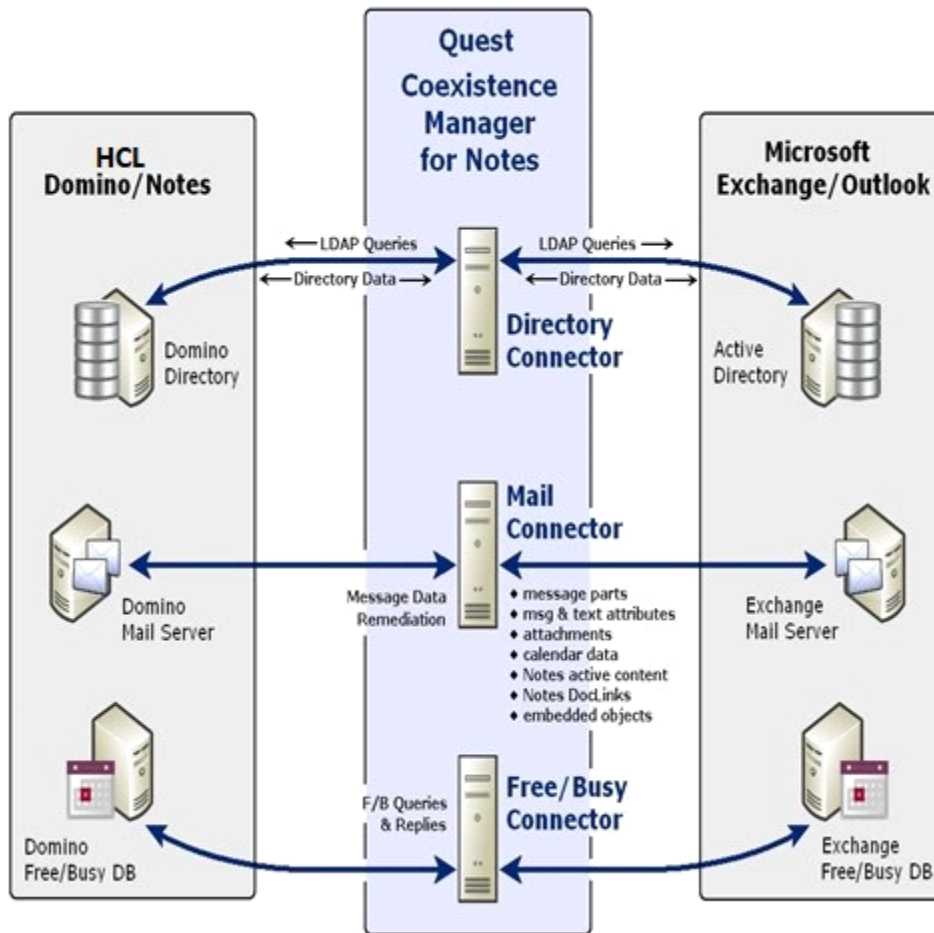 Quest
Coexistence
Manager
for Notes
HCL
Domino/Notes
Microsoft
Exchange/Outlook
LDAP Queries
LDAP Queries
Directory Data
Directory Data
Directory
Connector
Domino
Directory
Active
Directory
Mail
Connector
Domino
Mail Server
Message Data
Remediation
♦ message parts
♦ msg & text attributes
♦ attachments
♦ calendar data
♦ Notes active content
♦ Notes DocLinks
♦ embedded objects
Exchange
Mail Server
Free/Busy
Connector
F/B Queries
& Replies
Domino
Free/Busy DB
Exchange
Free/Busy DB